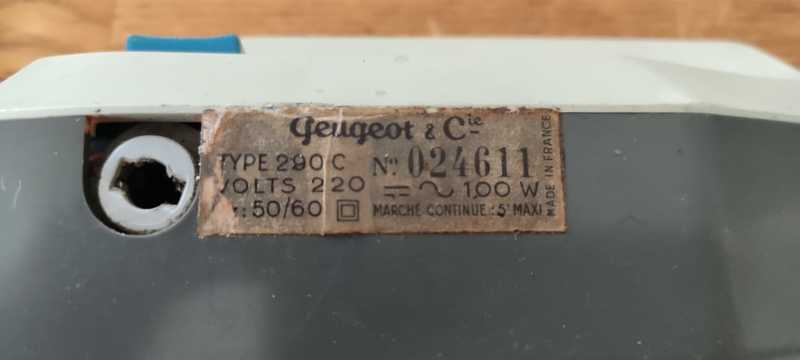 Peugeot & Cie
TYPE 290 C Nº 024611
VOLTS 220 ⎓ ~ 100 W
: 50/60 MARCHE CONTINUE : 5' MAXI
MADE IN FRANCE